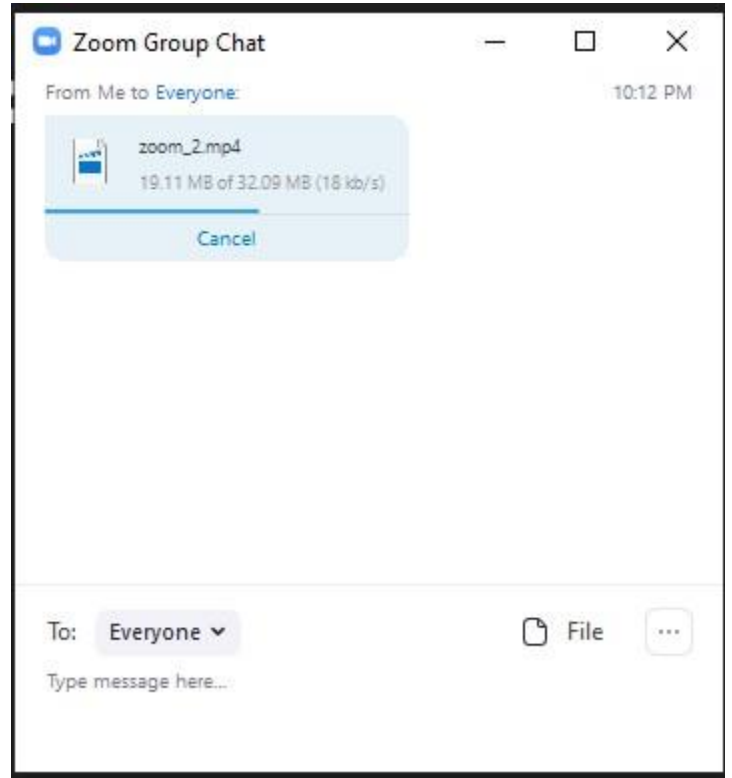 Zoom Group Chat
From Me to Everyone: 10:12 PM
zoom_2.mp4
19.11 MB of 32.09 MB (18 kb/s)
Cancel
To: Everyone File ...
Type message here...